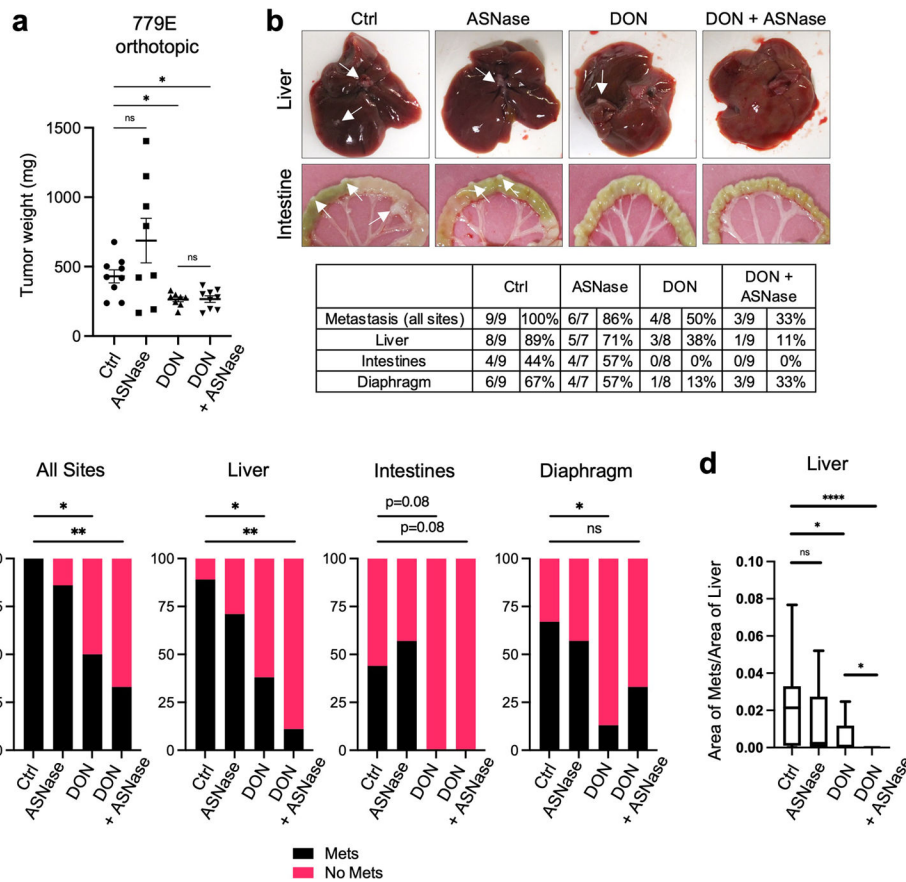 a
779E
orthotopic
*
*
ns
ns
Tumor weight (mg)
1500
1000
500
0
Ctrl
ASNase
DON
DON
+ ASNase
b
Ctrl
ASNase
DON
DON + ASNase
Liver
Intestine
Ctrl ASNase DON DON + ASNase
Metastasis (all sites) 9/9 100% 6/7 86% 4/8 50% 3/9 33%
Liver 8/9 89% 5/7 71% 3/8 38% 1/9 11%
Intestines 4/9 44% 4/7 57% 0/8 0% 0/9 0%
Diaphragm 6/9 67% 4/7 57% 1/8 13% 3/9 33%
All Sites
*
**
Ctrl
ASNase
DON
DON
+ ASNase
Liver
*
**
100
75
50
25
0
Ctrl
ASNase
DON
DON
+ ASNase
Intestines
p=0.08
p=0.08
100
75
50
25
0
Ctrl
ASNase
DON
DON
+ ASNase
Diaphragm
*
ns
100
75
50
25
0
Ctrl
ASNase
DON
DON
+ ASNase
Mets
No Mets
d
Liver
****
*
ns
*
Area of Mets/Area of Liver
0.10
0.08
0.06
0.04
0.02
0.00
Ctrl
ASNase
DON
DON
+ ASNase